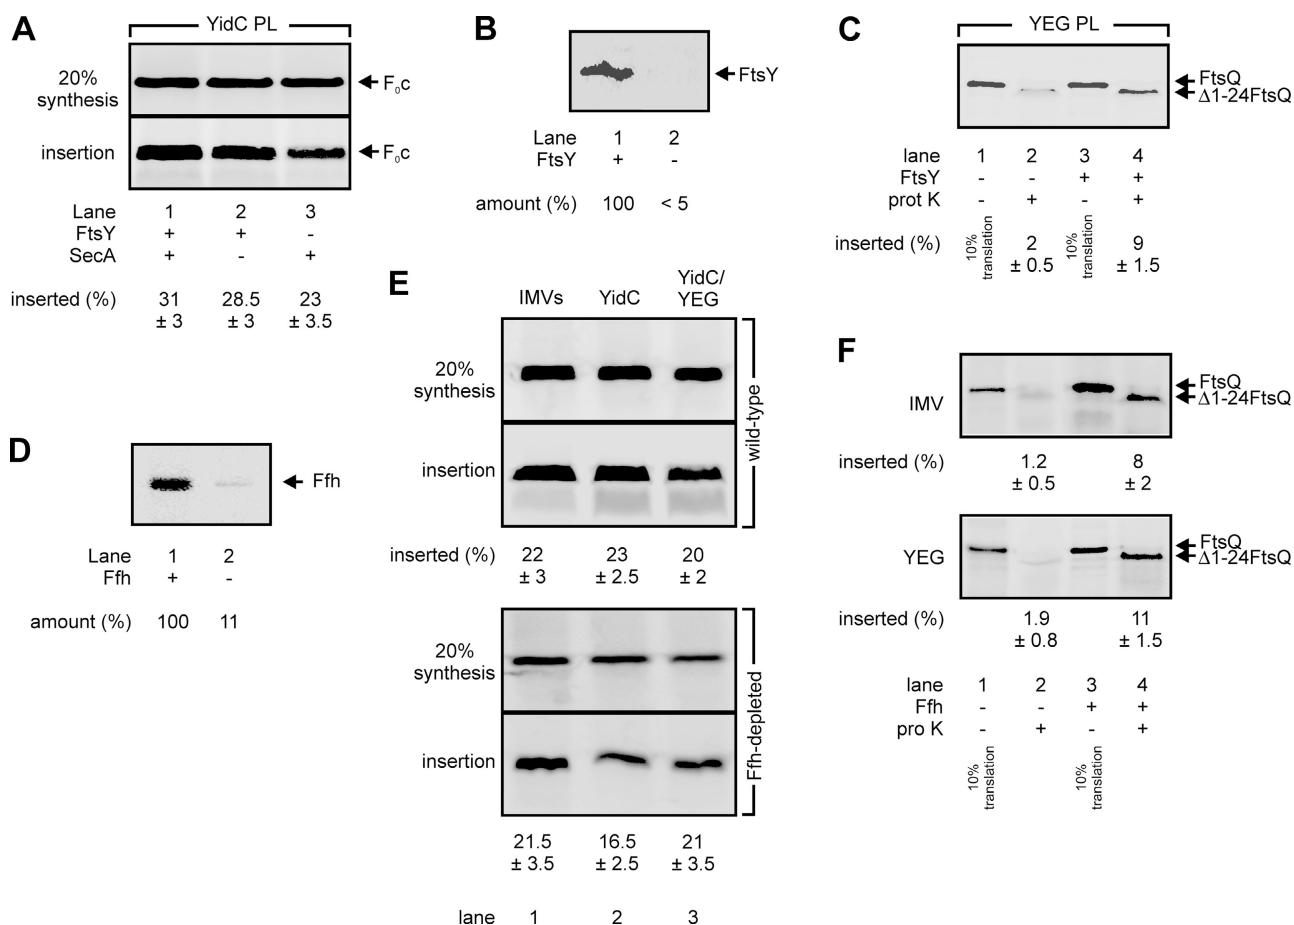 A
YidC PL
20%
synthesis
F₀c
insertion
F₀c
Lane 1 2 3
FtsY + + -
SecA + - +
inserted (%) 31 28.5 23
± 3 ± 3 ± 3.5
B
FtsY
Lane 1 2
FtsY + -
amount (%) 100 < 5
C
YEG PL
FtsQ
Δ1-24FtsQ
lane 1 2 3 4
FtsY - - + +
prot K - + - +
inserted (%) 10% translation 2 10% translation 9
± 0.5 ± 1.5
D
Ffh
Lane 1 2
Ffh + -
amount (%) 100 11
E
IMVs YidC YidC/
YEG
20%
synthesis
insertion
wild-type
inserted (%) 22 23 20
± 3 ± 2.5 ± 2
20%
synthesis
insertion
Ffh-depleted
21.5 16.5 21
± 3.5 ± 2.5 ± 3.5
lane 1 2 3
F
IMV
FtsQ
Δ1-24FtsQ
inserted (%) 1.2 8
± 0.5 ± 2
YEG
FtsQ
Δ1-24FtsQ
inserted (%) 1.9 11
± 0.8 ± 1.5
lane 1 2 3 4
Ffh - - + +
pro K - + - +
10% translation 10% translation